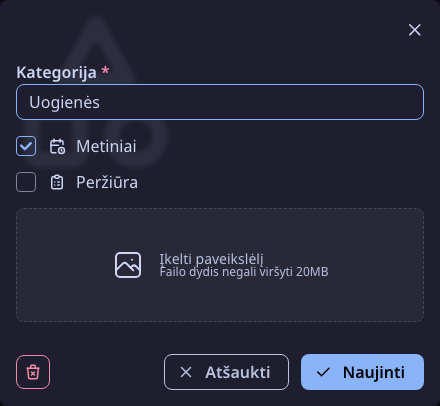 Kategorija *
Uogienės
Metiniai
Peržiūra
Įkelti paveikslėlį
Failo dydis negali viršyti 20MB
Atšaukti
Naujinti